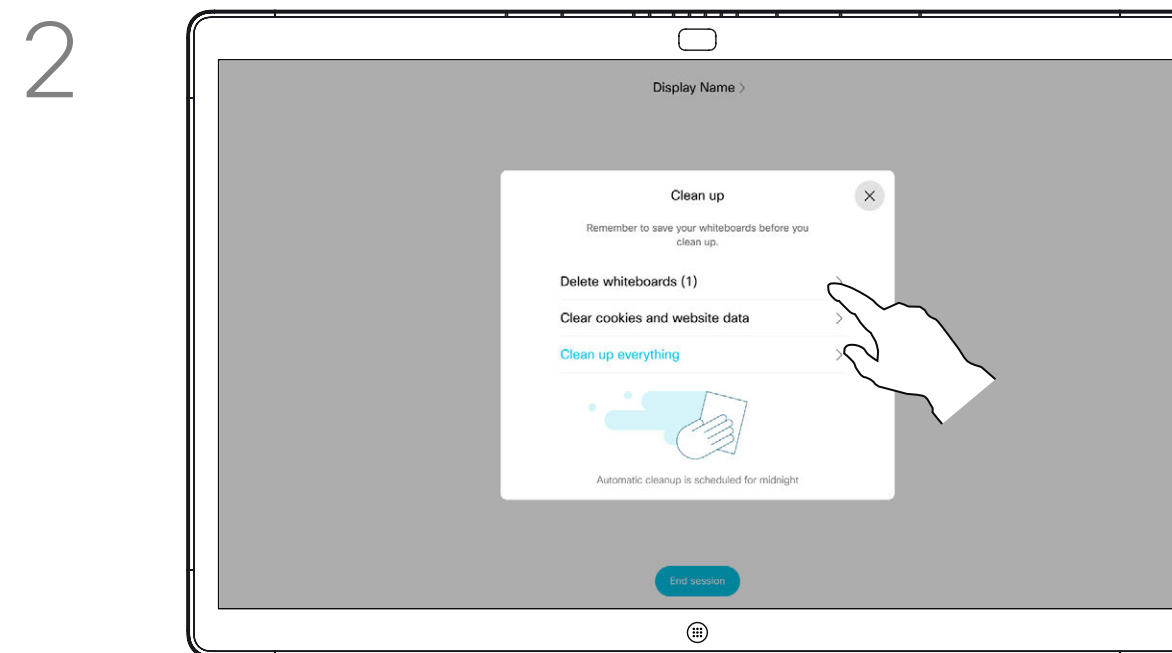 2
Display Name >
Clean up
Remember to save your whiteboards before you
clean up.
Delete whiteboards (1)
Clear cookies and website data
Clean up everything
Automatic cleanup is scheduled for midnight
End session